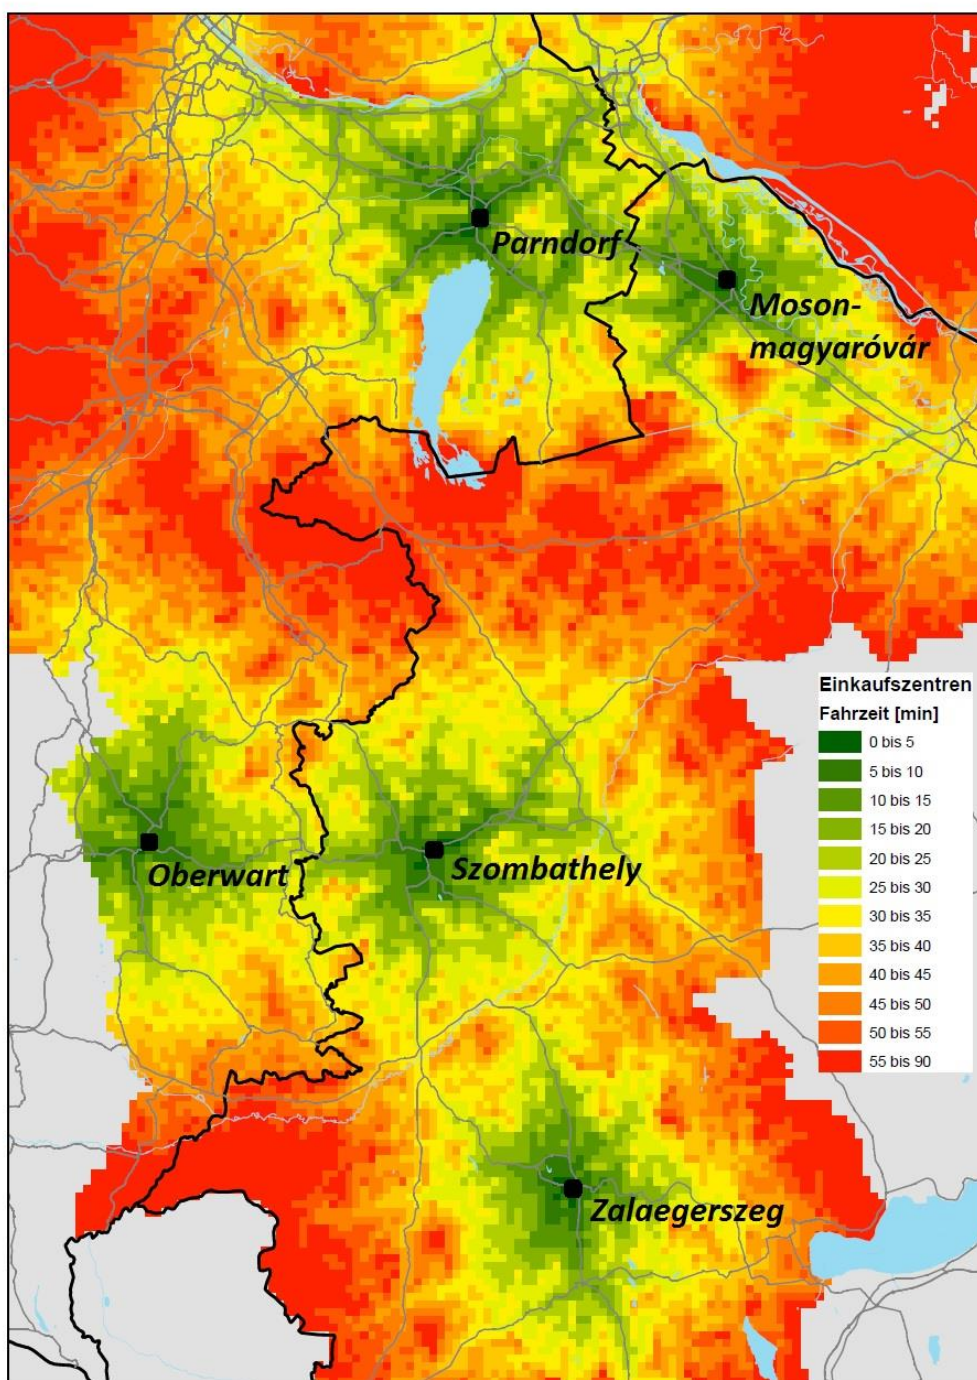 Parndorf
Moson-
magyaróvár
Einkaufszentren
Fahrzeit [min]
0 bis 5
5 bis 10
10 bis 15
15 bis 20
20 bis 25
25 bis 30
30 bis 35
35 bis 40
40 bis 45
45 bis 50
50 bis 55
55 bis 90
Oberwart
Szombathely
Zalaegerszeg